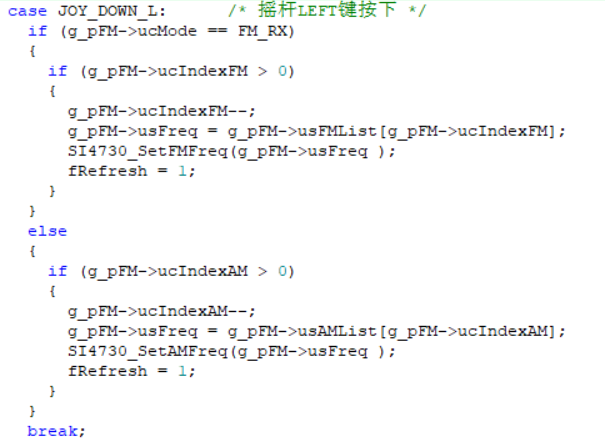 case JOY_DOWN_L:      /* 摇杆LEFT键按下 */
  if (g_pFM->ucMode == FM_RX)
  {
    if (g_pFM->ucIndexFM > 0)
    {
      g_pFM->ucIndexFM--;
      g_pFM->usFreq = g_pFM->usFMList[g_pFM->ucIndexFM];
      SI4730_SetFMFreq(g_pFM->usFreq );
      fRefresh = 1;
    }
  }
  else
  {
    if (g_pFM->ucIndexAM > 0)
    {
      g_pFM->ucIndexAM--;
      g_pFM->usFreq = g_pFM->usAMList[g_pFM->ucIndexAM];
      SI4730_SetAMFreq(g_pFM->usFreq );
      fRefresh = 1;
    }
  }
  break;